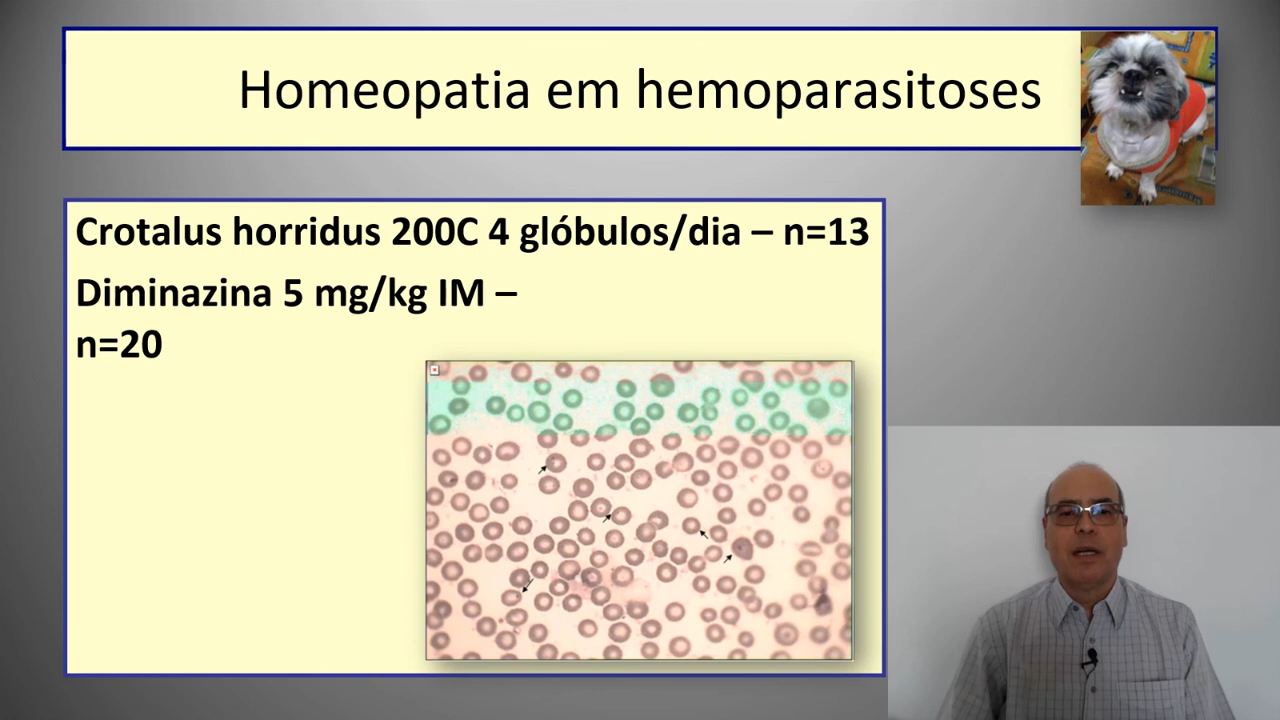 Homeopatia em hemoparasitoses
Crotalus horridus 200C 4 glóbulos/dia – n=13
Diminazina 5 mg/kg IM –
n=20